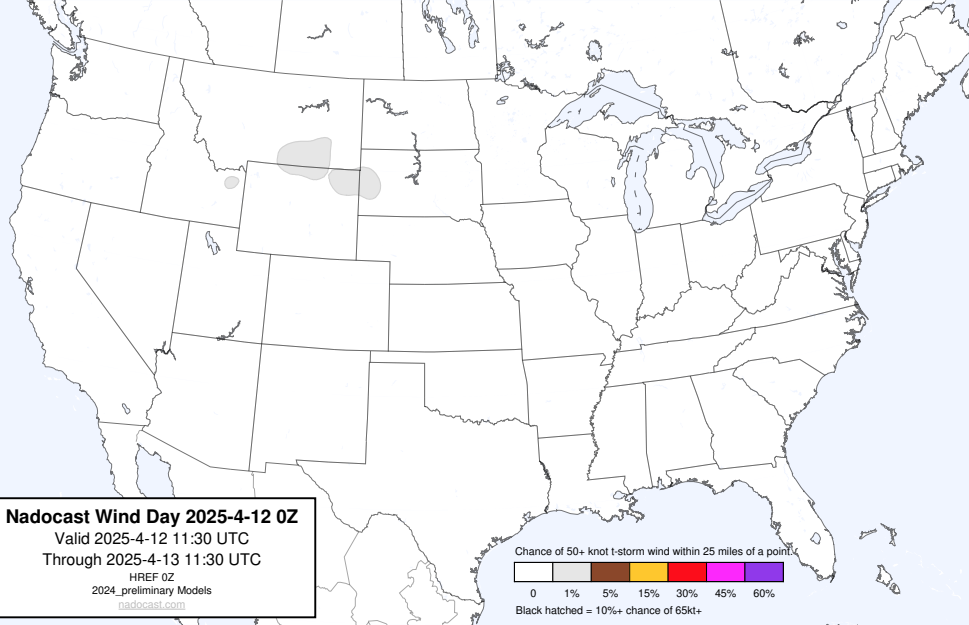 Nadocast Wind Day 2025-4-12 0Z
Valid 2025-4-12 11:30 UTC
Through 2025-4-13 11:30 UTC
HREF 0Z
2024_preliminary Models
nadocast.com
Chance of 50+ knot t-storm wind within 25 miles of a point.
0 1% 5% 15% 30% 45% 60%
Black hatched = 10%+ chance of 65kt+